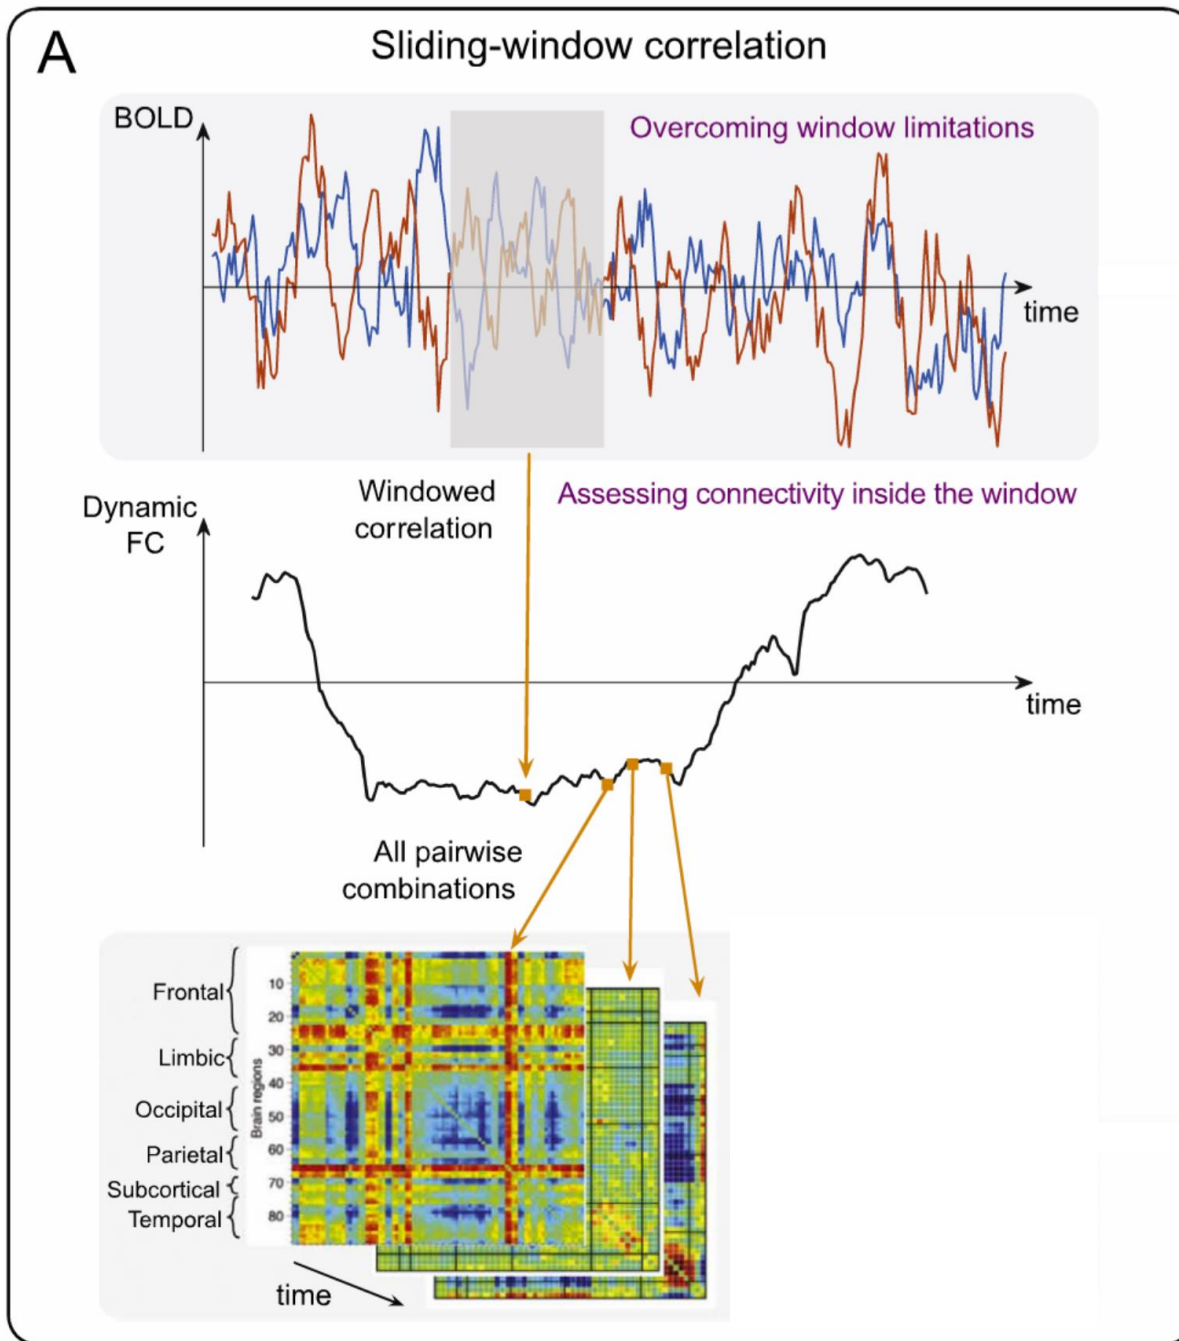 A
Sliding-window correlation
BOLD
Overcoming window limitations
time
Windowed
correlation
Assessing connectivity inside the window
Dynamic
FC
time
All pairwise
combinations
Frontal
Limbic
Occipital
Parietal
Subcortical
Temporal
Brain regions
10
20
30
40
50
60
70
80
time